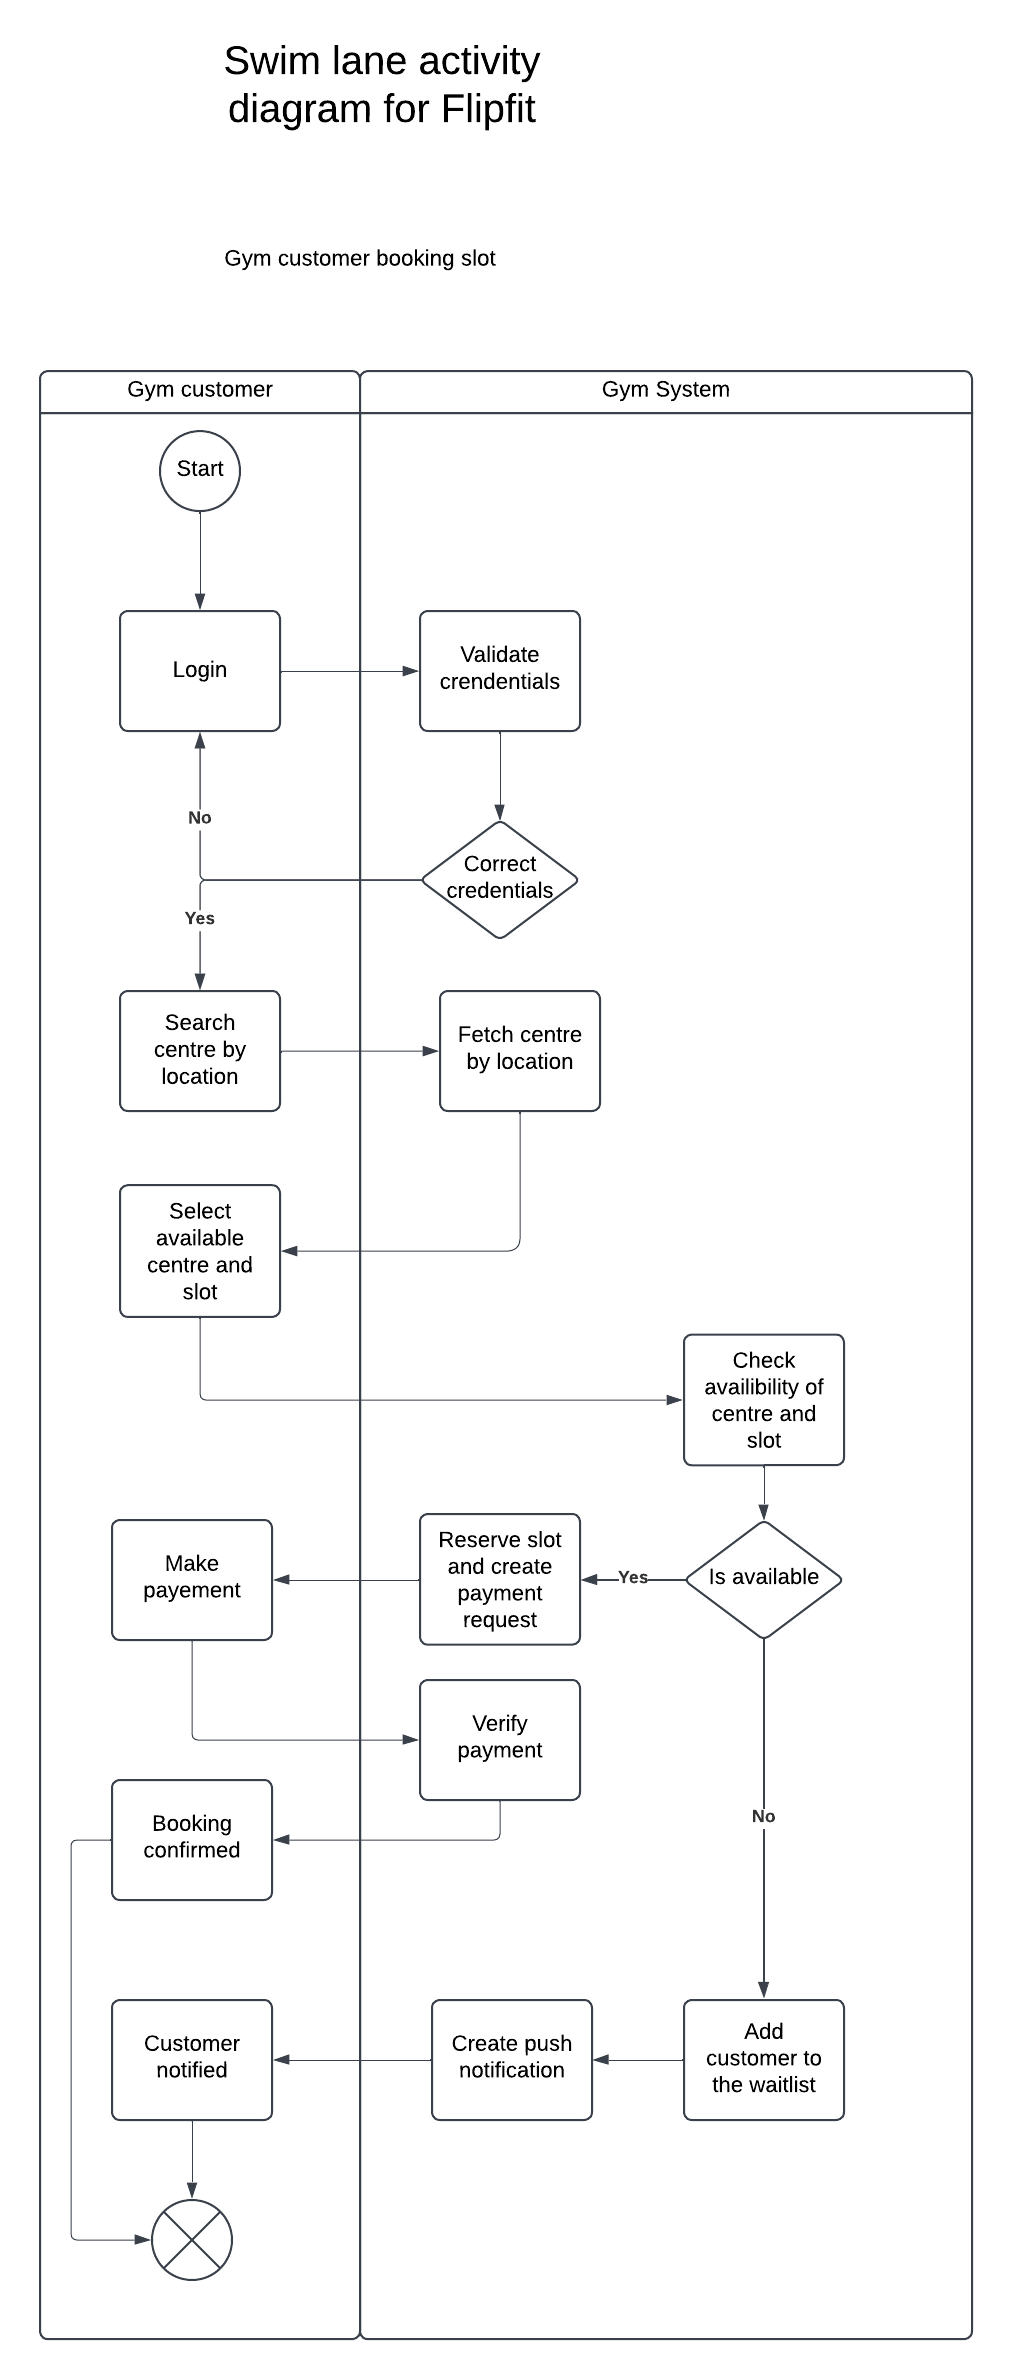 Swim lane activity
diagram for Flipfit
Gym customer booking slot
Gym customer
Gym System
Start
Login
Validate
crendentials
No
Correct
credentials
Yes
Search
centre by
location
Fetch centre
by location
Select
available
centre and
slot
Check
availibility of
centre and
slot
Make
payement
Reserve slot
and create
payment
request
Yes
Is available
Verify
payment
Booking
confirmed
No
Customer
notified
Create push
notification
Add
customer to
the waitlist